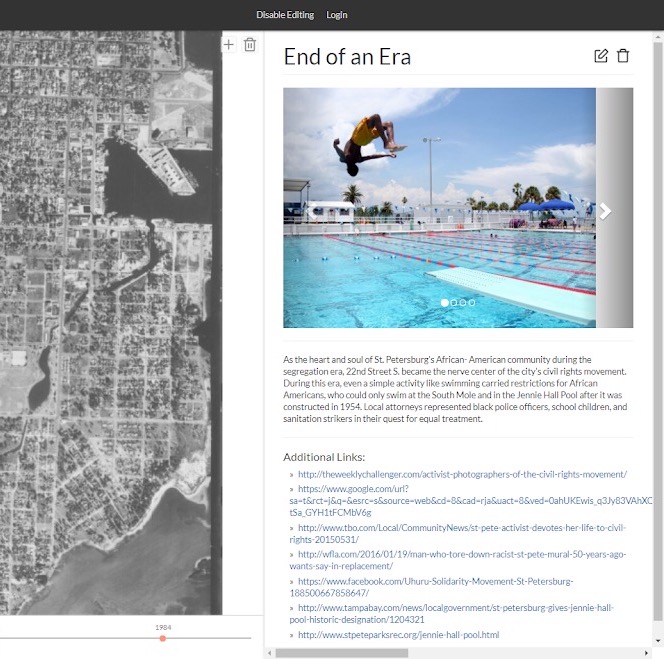 Disable Editing Login
End of an Era
As the heart and soul of St. Petersburg's African- American community during the
segregation era, 22nd Street S. became the nerve center of the city's civil rights movement.
During this era, even a simple activity like swimming carried restrictions for African
Americans, who could only swim at the South Mole and in the Jennie Hall Pool after it was
constructed in 1954. Local attorneys represented black police officers, school children, and
sanitation strikers in their quest for equal treatment.
Additional Links:
» http://theweeklychallenger.com/activist-photographers-of-the-civil-rights-movement/
» https://www.google.com/url?
sa=t&rct=j&q=&esrc=s&source=web&cd=8&cad=rja&uact=8&ved=0ahUKEwis_q3Jy83VAhXC
tSa_GYH1tFCMbV6g
» http://www.tbo.com/Local/CommunityNews/st-pete-activist-devotes-her-life-to-civil-
rights-20150531/
» http://wfla.com/2016/01/19/man-who-tore-down-racist-st-pete-mural-50-years-ago-
wants-say-in-replacement/
» https://www.facebook.com/Uhuru-Solidarity-Movement-St-Petersburg-
188500667858647/
» http://www.tampabay.com/news/localgovernment/st-petersburg-gives-jennie-hall-
pool-historic-designation/1204321
» http://www.stpeteparksrec.org/jennie-hall-pool.html
1984